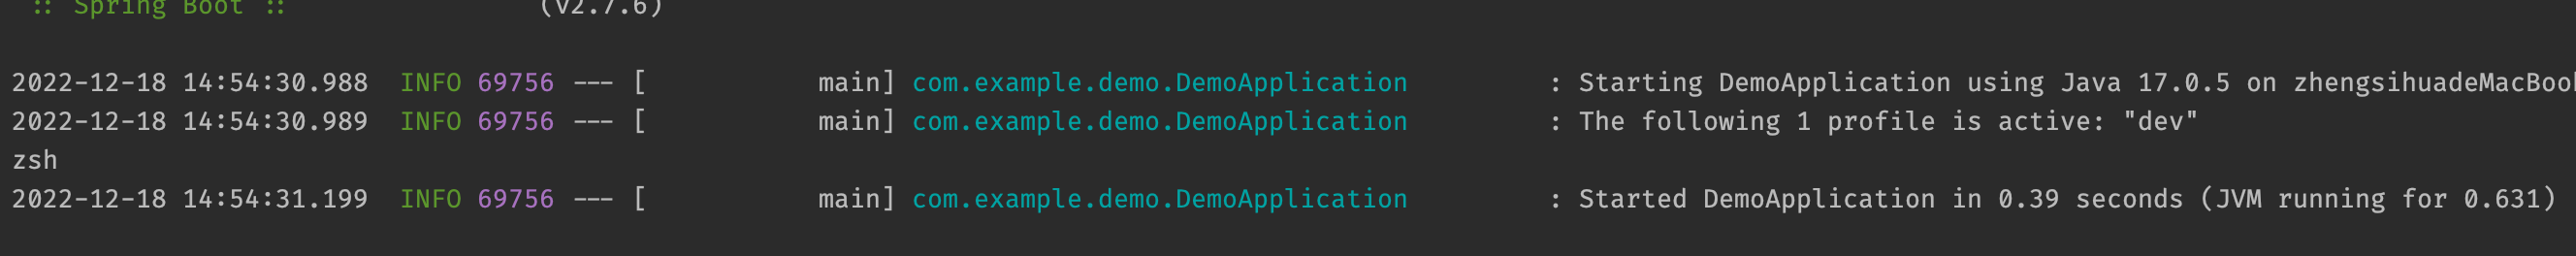 :: Spring Boot :: (v2.7.6)
2022-12-18 14:54:30.988 INFO 69756 --- [ main] com.example.demo.DemoApplication : Starting DemoApplication using Java 17.0.5 on zhengsihuadeMacBook
2022-12-18 14:54:30.989 INFO 69756 --- [ main] com.example.demo.DemoApplication : The following 1 profile is active: "dev"
zsh
2022-12-18 14:54:31.199 INFO 69756 --- [ main] com.example.demo.DemoApplication : Started DemoApplication in 0.39 seconds (JVM running for 0.631)